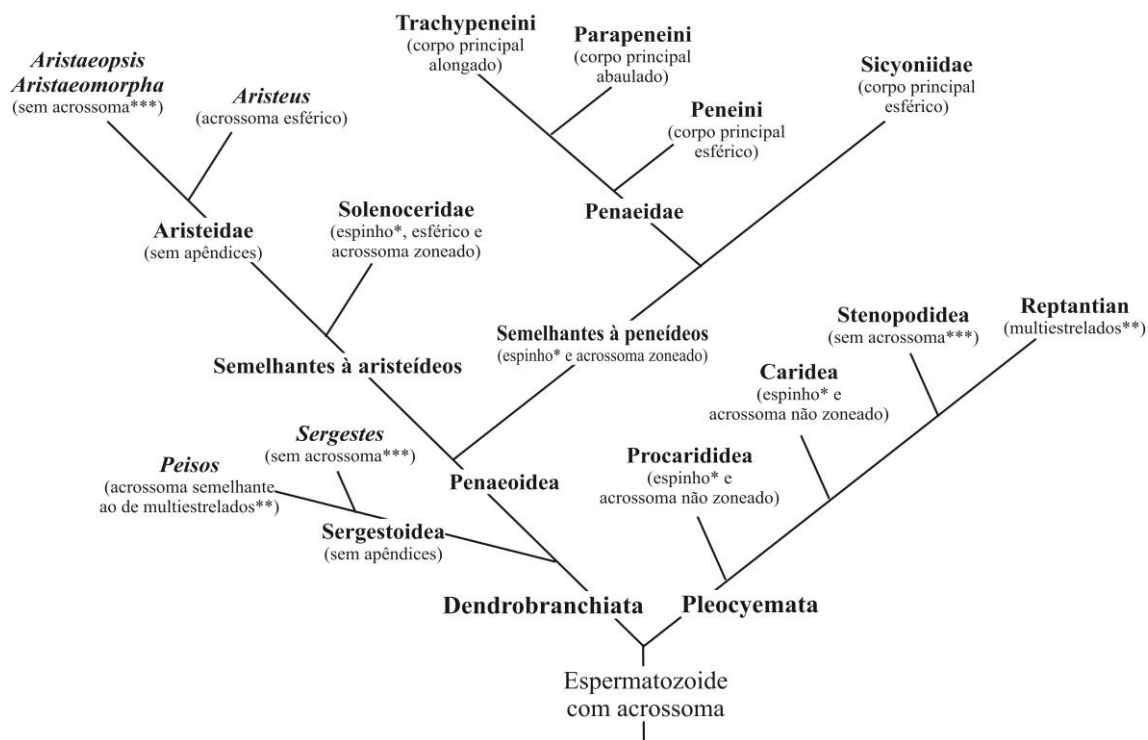 Trachypeneini
(corpo principal
alongado)
Parapeneini
(corpo principal
abaulado)
Aristaeopsis
Aristaeomorpha
(sem acrossoma***)
Sicyoniidae
(corpo principal
esférico)
Aristeus
(acrossoma esférico)
Peneini
(corpo principal
esférico)
Solenoceridae
(espinho*, esférico e
acrossoma zoneado)
Penaeidae
Aristeidae
(sem apêndices)
Reptantian
(multiestrelados**)
Stenopodidea
(sem acrossoma***)
Semelhantes à peneídeos
(espinho* e acrossoma zoneado)
Semelhantes à aristeídeos
Caridea
(espinho* e
acrossoma não zoneado)
Sergestes
(sem acrossoma***)
Procarididea
(espinho* e
acrossoma não zoneado)
Peisos
(acrossoma semelhante
ao de multiestrelados**)
Penaeoidea
Sergestoidea
(sem apêndices)
Dendrobranchiata
Pleocyemata
Espermatozoide
com acrossoma